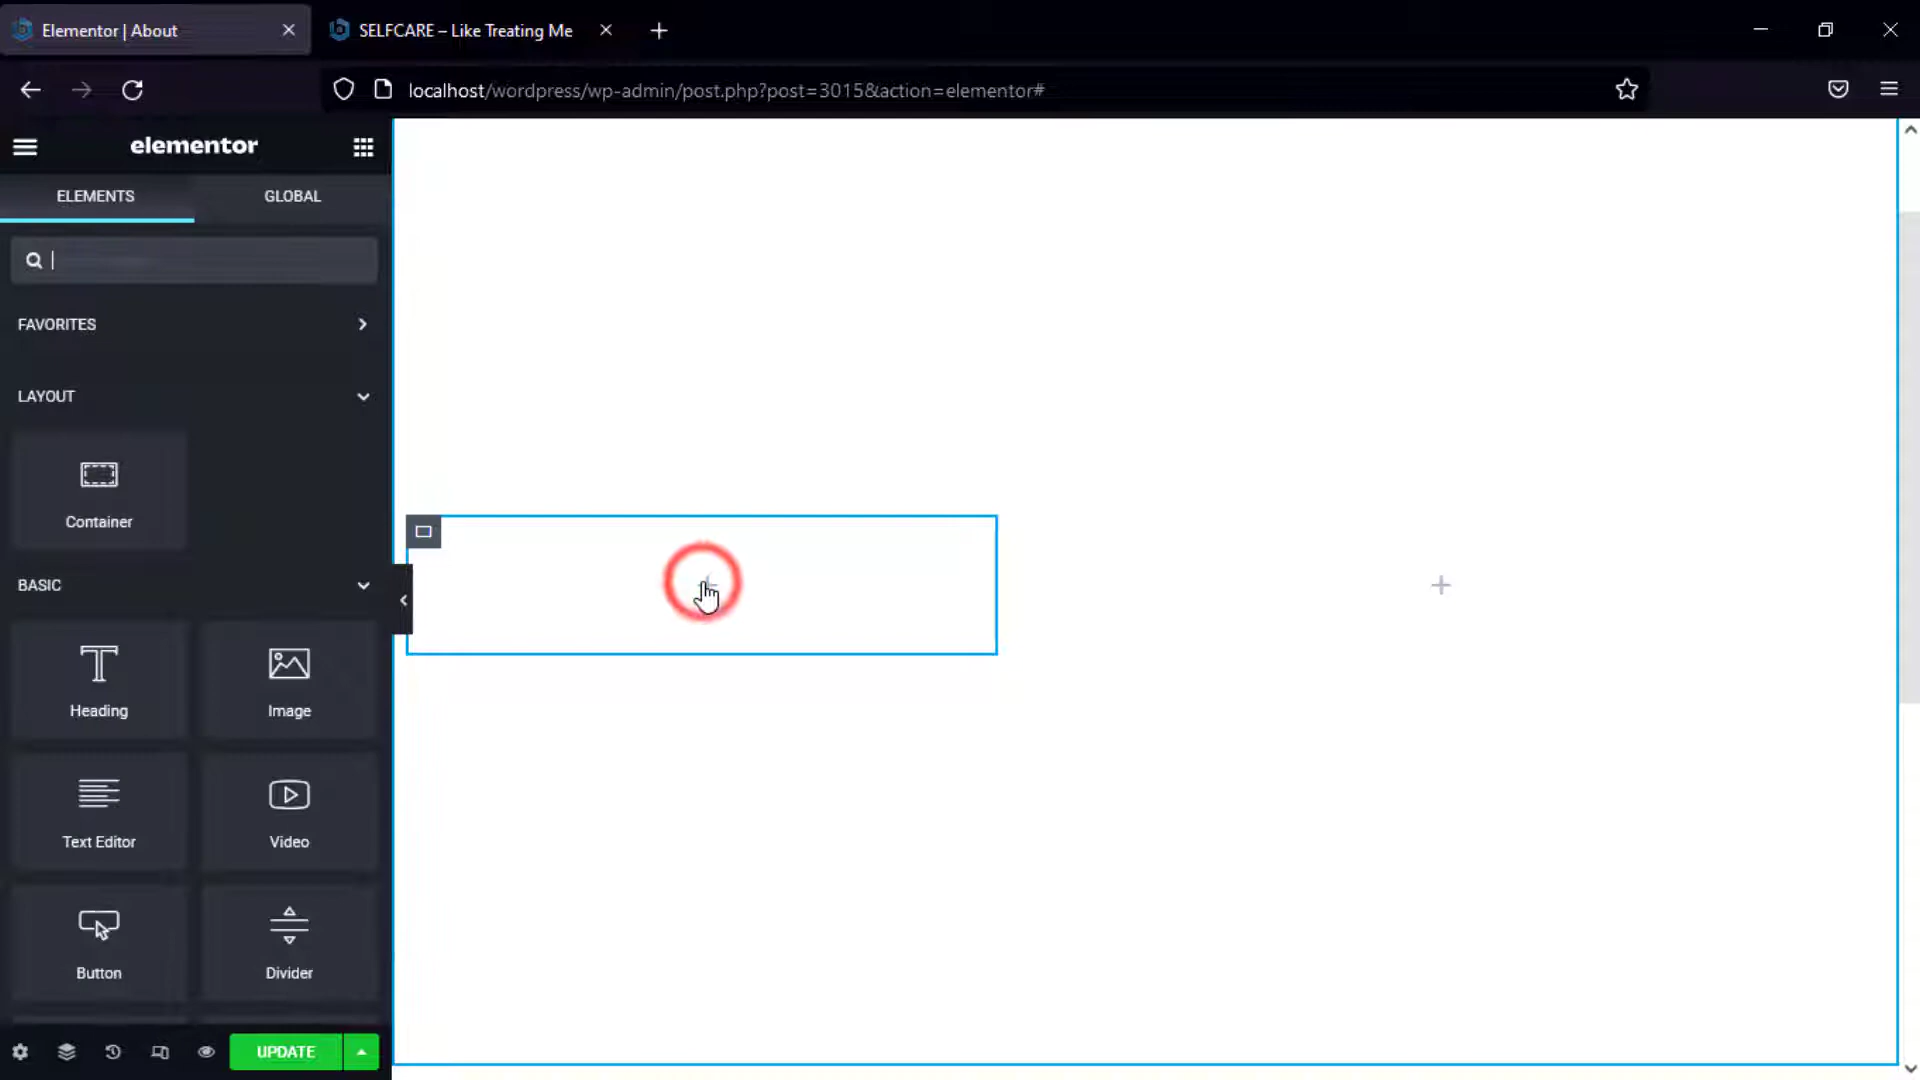 Elementor | About
SELFCARE – Like Treating Me
localhost/wordpress/wp-admin/post.php?post=3015&action=elementor#
elementor
ELEMENTS
GLOBAL
FAVORITES
LAYOUT
Container
BASIC
Heading
Image
Text Editor
Video
Button
Divider
UPDATE